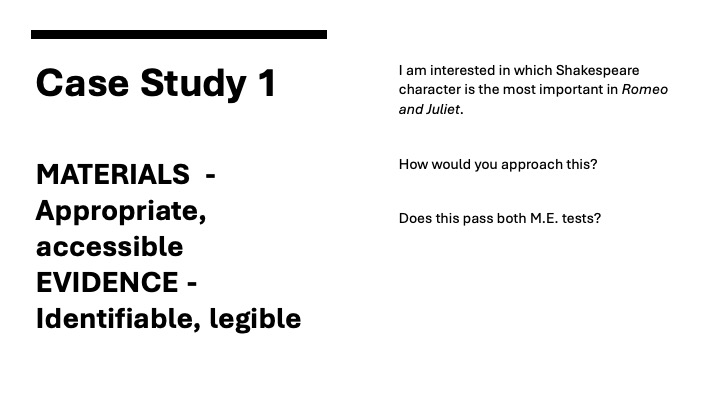 Case Study 1
MATERIALS  -
Appropriate,
accessible
EVIDENCE -
Identifiable, legible
I am interested in which Shakespeare
character is the most important in Romeo
and Juliet.
How would you approach this?
Does this pass both M.E. tests?